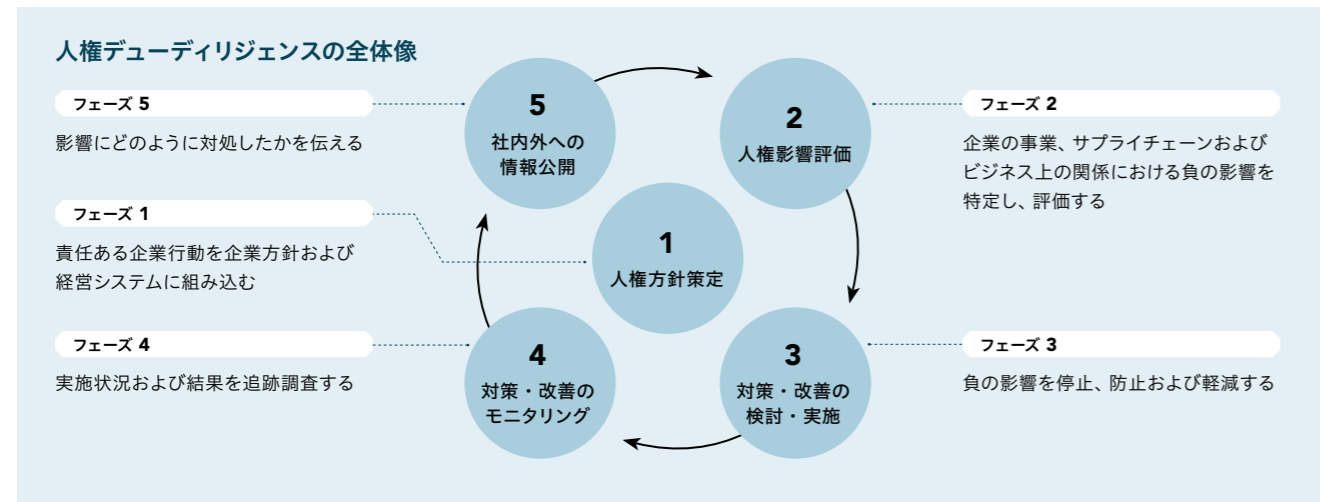 人権デューディリジェンスの全体像
フェーズ 5
影響にどのように対処したかを伝える
フェーズ 1
責任ある企業行動を企業方針および
経営システムに組み込む
フェーズ 4
実施状況および結果を追跡調査する
5
社内外への
情報公開
2
人権影響評価
1
人権方針策定
4
対策・改善の
モニタリング
3
対策・改善の
検討・実施
フェーズ 2
企業の事業、サプライチェーンおよび
ビジネス上の関係における負の影響を
特定し、評価する
フェーズ 3
負の影響を停止、防止および軽減する